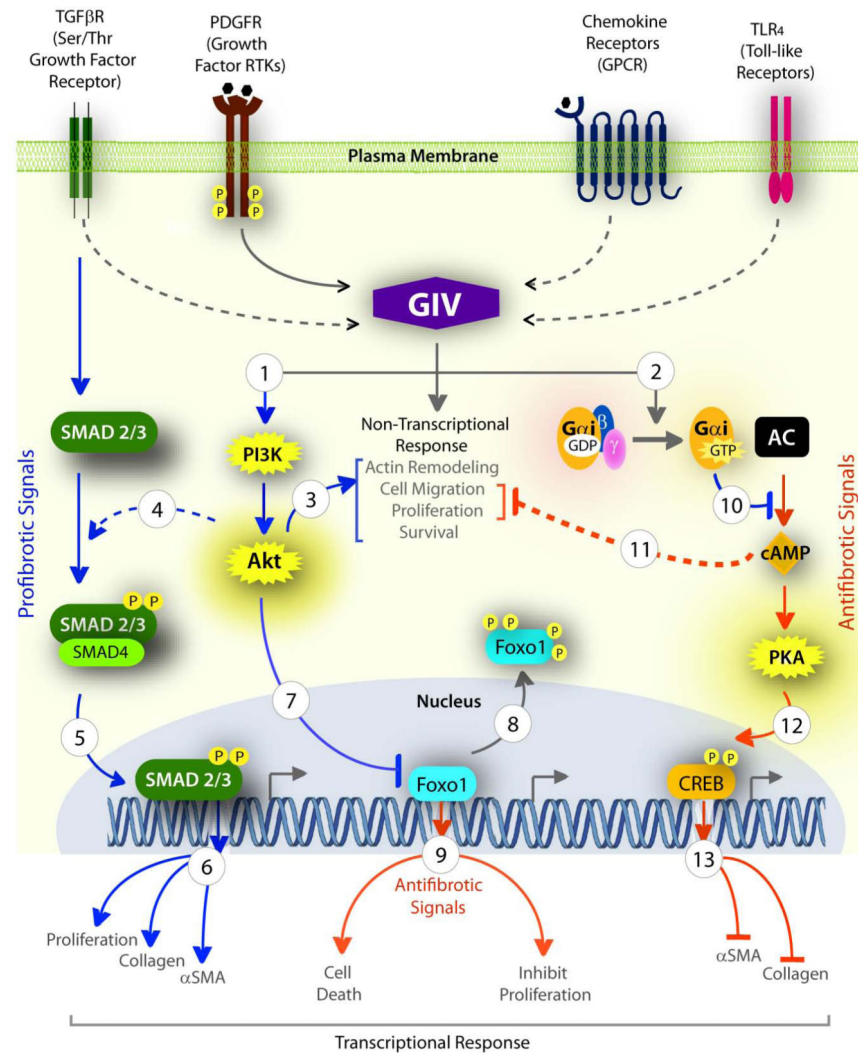 TGFβR
(Ser/Thr
Growth Factor
Receptor)
PDGFR
(Growth
Factor RTKs)
Chemokine
Receptors
(GPCR)
TLR4
(Toll-like
Receptors)
Plasma Membrane
P P
P P
GIV
1
2
Non-Transcriptional
Response
Actin Remodeling
Cell Migration
Proliferation
Survival
Gαi
GDP
β
γ
Gαi
GTP
AC
SMAD 2/3
PI3K
3
4
10
Profibrotic Signals
Antifibrotic Signals
Akt
11
cAMP
P P
SMAD 2/3
SMAD4
P P P
Foxo1
P
PKA
Nucleus
5
7
8
12
P P
SMAD 2/3
Foxo1
P P
CREB
6
9
13
Antifibrotic
Signals
Proliferation
Collagen
αSMA
Cell
Death
Inhibit
Proliferation
αSMA
Collagen
Transcriptional Response